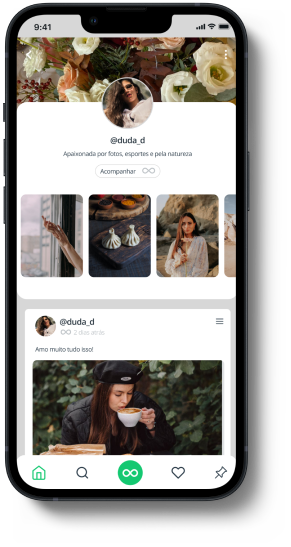 9:41
@duda_d
Apaixonada por fotos, esportes e pela natureza
Acompanhar
@duda_d
2 dias atrás
Amo muito tudo isso!